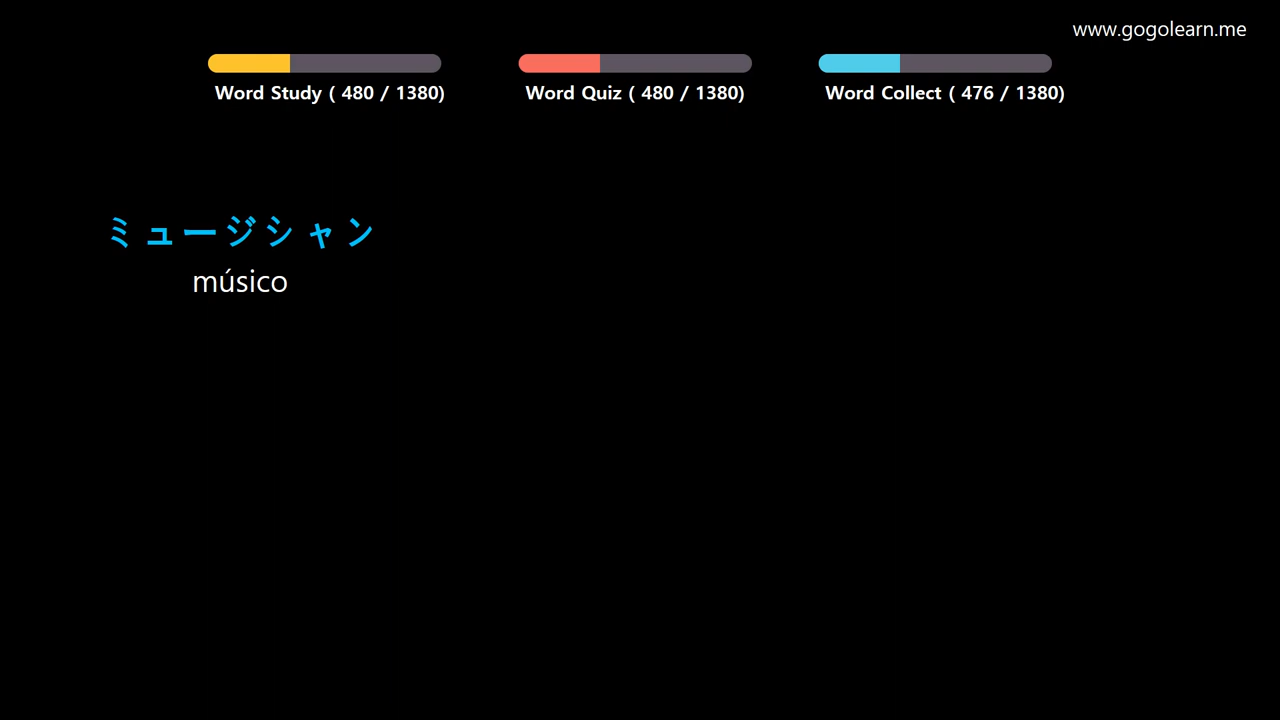 www.gogolearn.me
Word Study ( 480 / 1380)
Word Quiz ( 480 / 1380)
Word Collect ( 476 / 1380)
ミュージシャン
músico